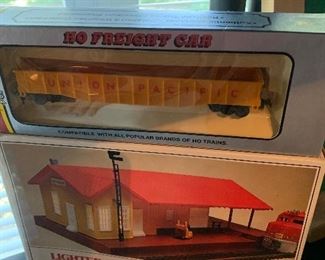 HO FREIGHT CAR
UNION PACIFIC
COMPATIBLE WITH ALL POPULAR BRANDS OF HO TRAINS.